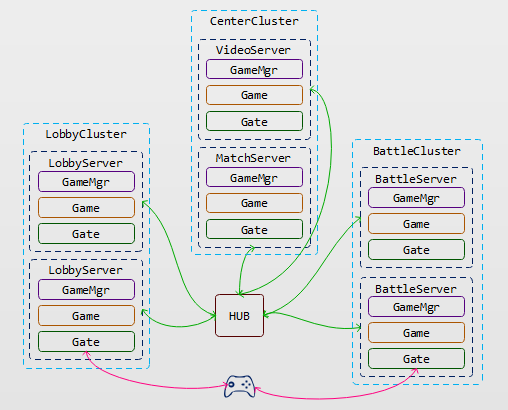 CenterCluster
VideoServer
GameMgr
Game
Gate
MatchServer
GameMgr
Game
Gate
LobbyCluster
LobbyServer
GameMgr
Game
Gate
LobbyServer
GameMgr
Game
Gate
BattleCluster
BattleServer
GameMgr
Game
Gate
BattleServer
GameMgr
Game
Gate
HUB